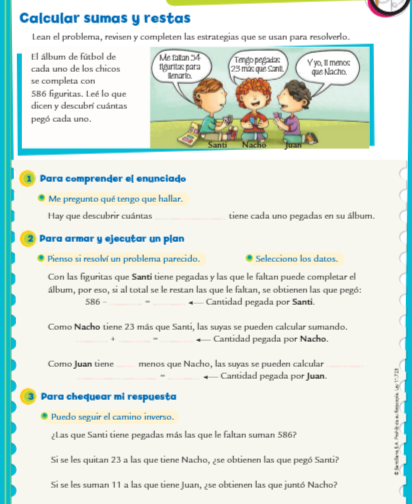 Calcular sumas y restas
Lean el problema, revisen y completen las estrategias que se usan para resolverlo.
El álbum de fútbol de
cada uno de los chicos
se completa con
586 figuritas. Leé lo que
dicen y descubrí cuántas
pegó cada uno.
Me faltan 54
figuritas para
llenarlo.
Tengo pegadas
23 más que Santi.
Y yo, 11 menos
que Nacho.
Santi Nacho Juan
1 Para comprender el enunciado
Me pregunto qué tengo que hallar.
Hay que descubrir cuántas tiene cada uno pegadas en su álbum.
2 Para armar y ejecutar un plan
Pienso si resolví un problema parecido. Selecciono los datos.
Con las figuritas que Santi tiene pegadas y las que le faltan puede completar el
álbum, por eso, si al total se le restan las que le faltan, se obtienen las que pegó:
586 - = Cantidad pegada por Santi.
Como Nacho tiene 23 más que Santi, las suyas se pueden calcular sumando.
+ = Cantidad pegada por Nacho.
Como Juan tiene menos que Nacho, las suyas se pueden calcular
= Cantidad pegada por Juan.
3 Para chequear mi respuesta
Puedo seguir el camino inverso.
¿Las que Santi tiene pegadas más las que le faltan suman 586?
Si se les quitan 23 a las que tiene Nacho, ¿se obtienen las que pegó Santi?
Si se les suman 11 a las que tiene Juan, ¿se obtienen las que juntó Nacho?
© Santillana S.A. Prohibida su fotocopia. Ley 11.723